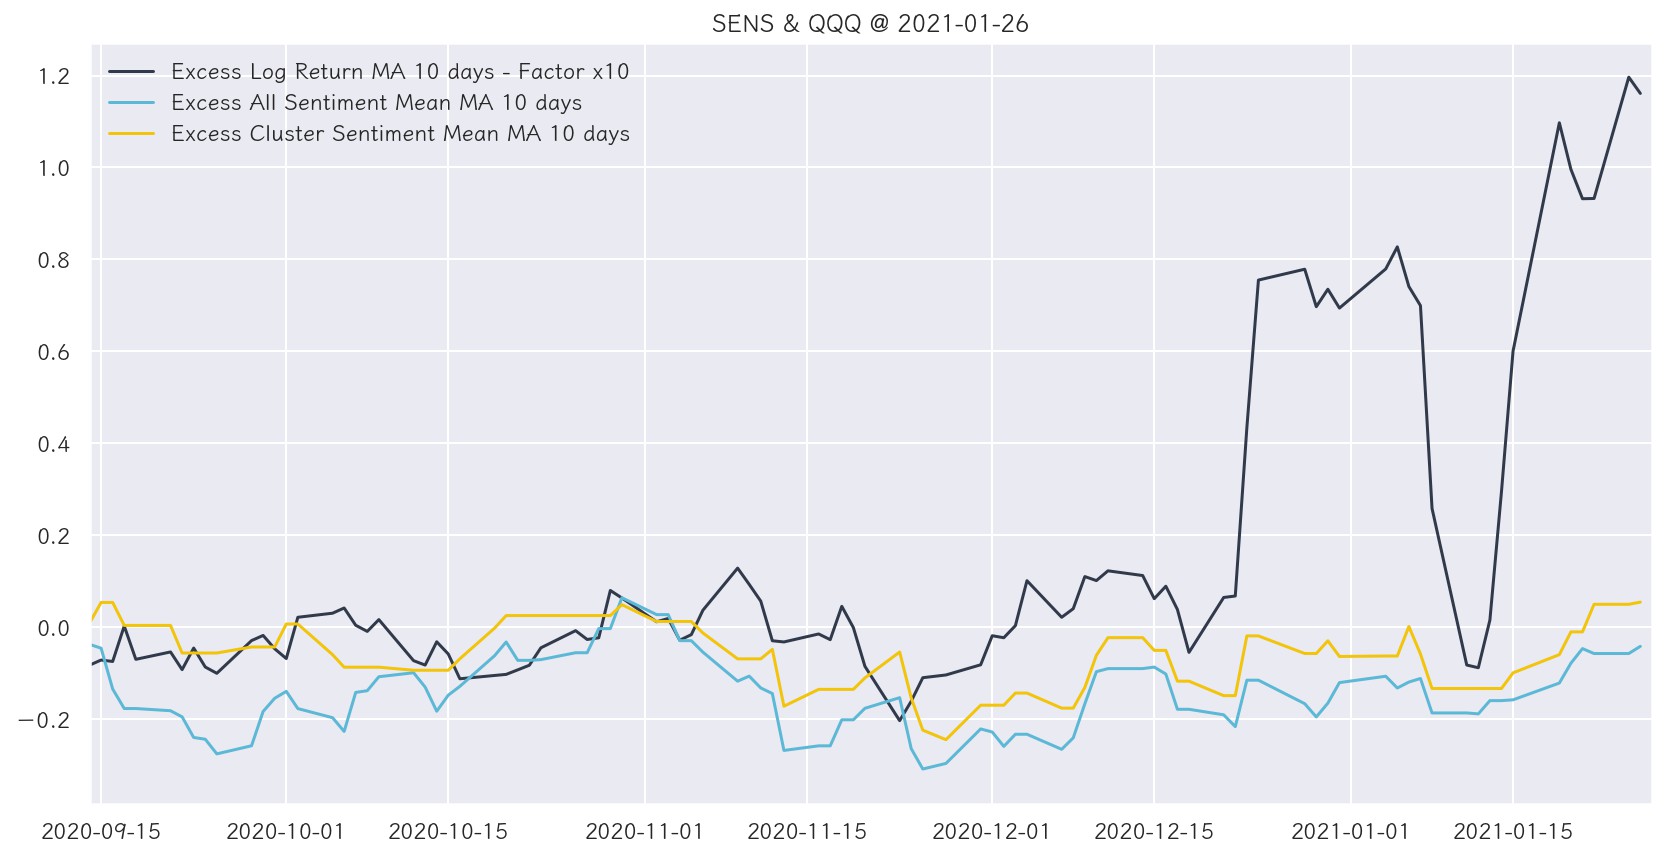 SENS & QQQ @ 2021-01-26
Excess Log Return MA 10 days - Factor x10
Excess All Sentiment Mean MA 10 days
Excess Cluster Sentiment Mean MA 10 days
1.2
1.0
0.8
0.6
0.4
0.2
0.0
−0.2
2020-09-15 2020-10-01 2020-10-15 2020-11-01 2020-11-15 2020-12-01 2020-12-15 2021-01-01 2021-01-15